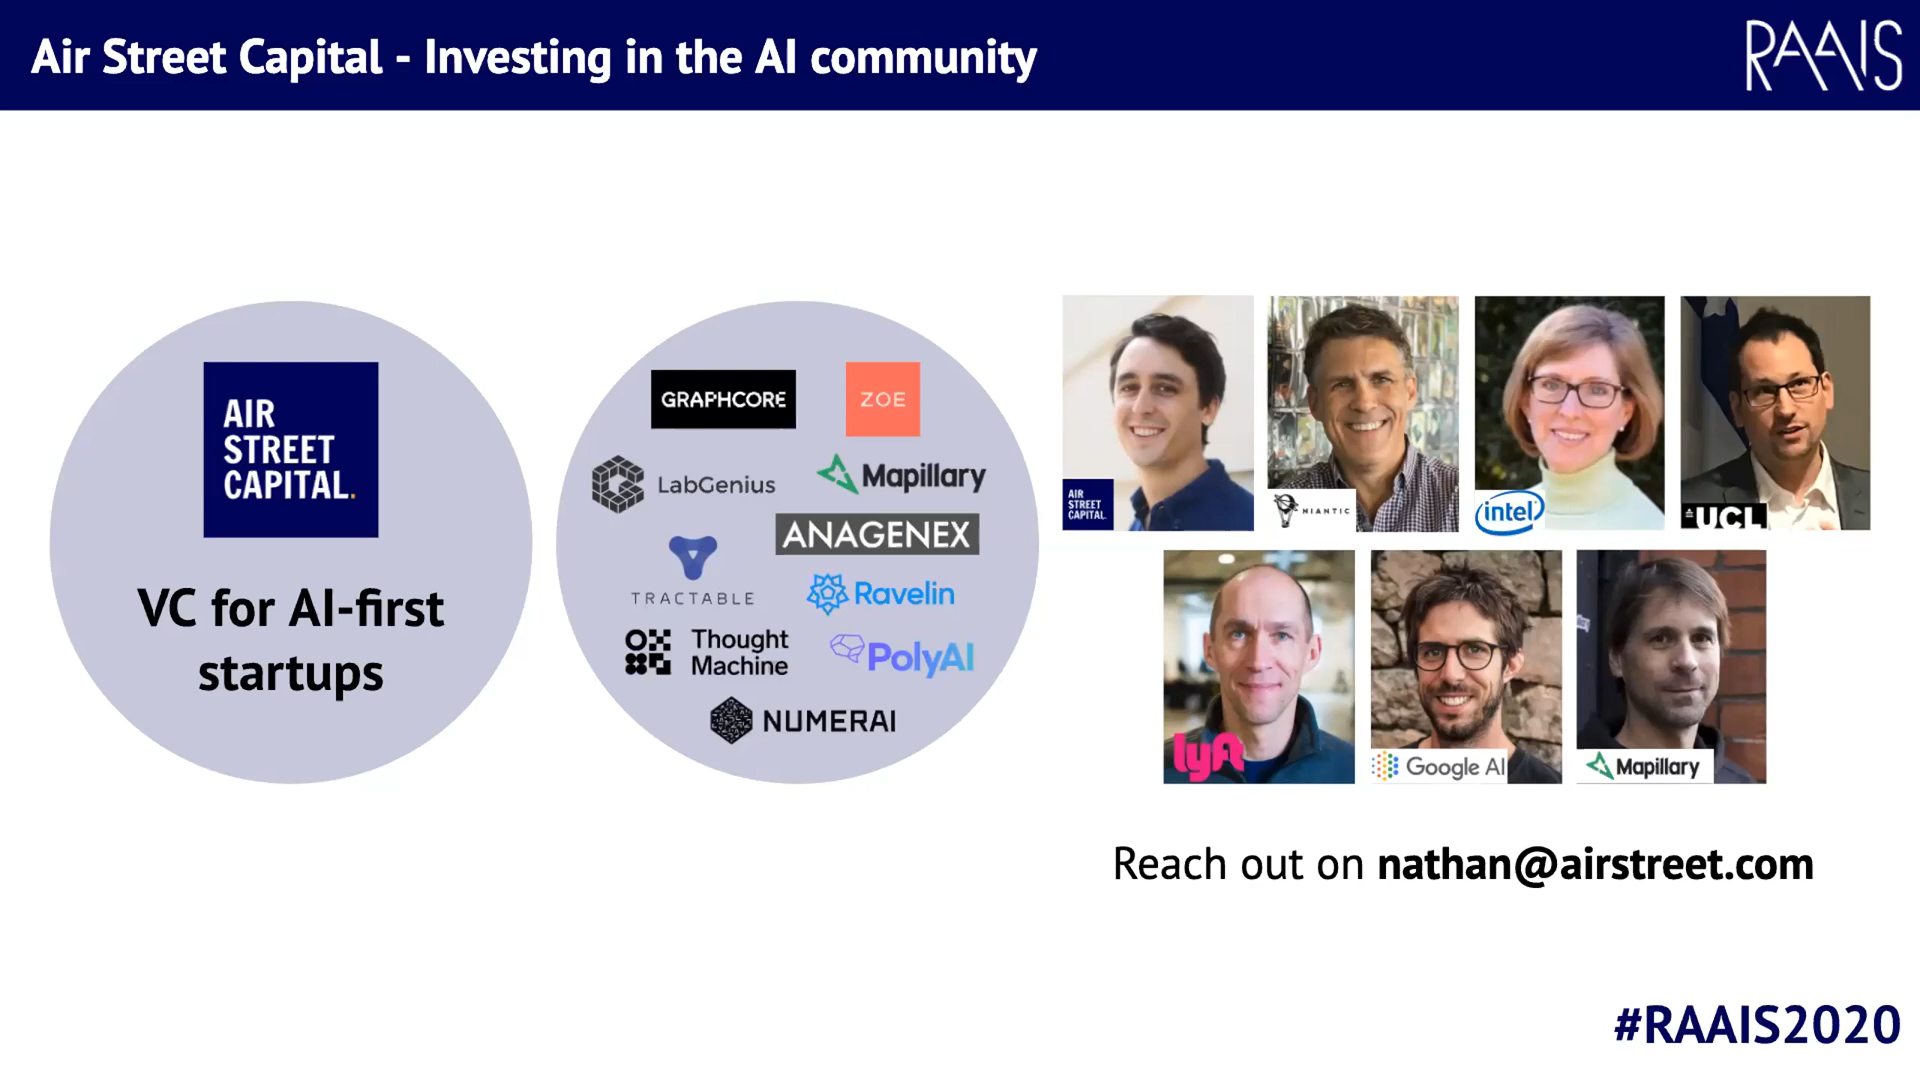 Air Street Capital - Investing in the AI community
RAAIS
AIR
STREET
CAPITAL.
VC for AI-first
startups
GRAPHCORE
ZOE
LabGenius
Mapillary
ANAGENEX
TRACTABLE
Ravelin
Thought
Machine
PolyAI
NUMERAI
AIR
STREET
CAPITAL.
NIANTIC
intel
UCL
lyft
Google AI
Mapillary
Reach out on nathan@airstreet.com
#RAAIS2020